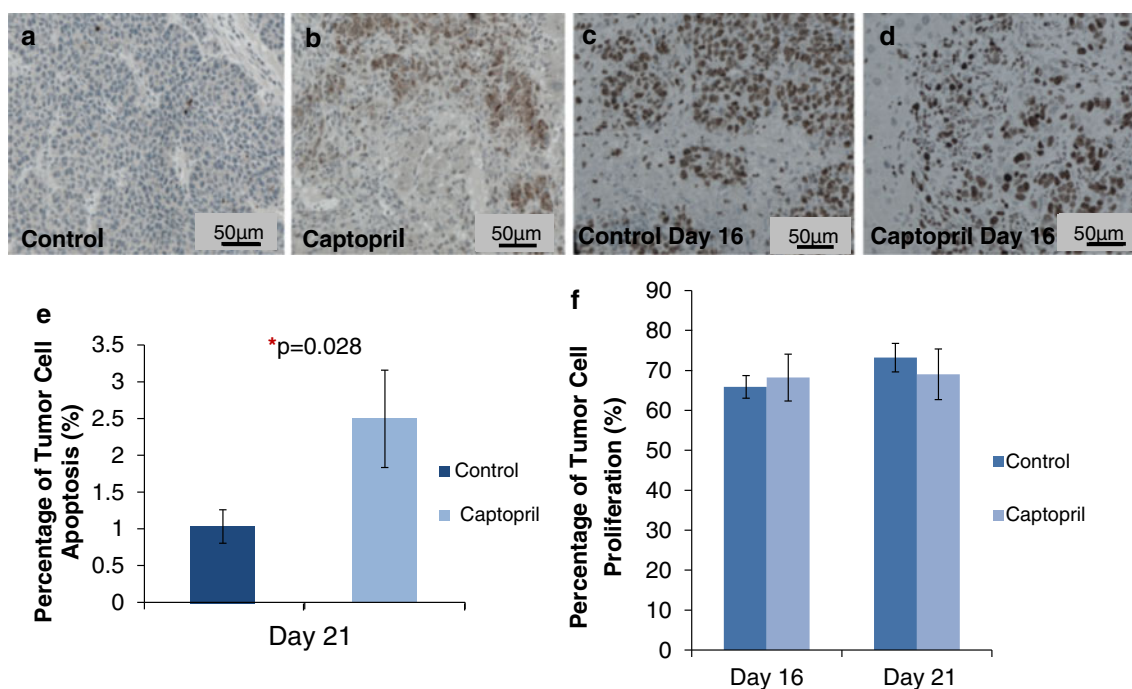 a
Control
50µm
b
Captopril
50µm
c
Control Day 16
50µm
d
Captopril Day 16
50µm
e
Percentage of Tumor Cell
Apoptosis (%)
3.5
3
2.5
2
1.5
1
0.5
0
*p=0.028
Day 21
Control
Captopril
f
Percentage of Tumor Cell
Proliferation (%)
90
80
70
60
50
40
30
20
10
0
Day 16
Day 21
Control
Captopril